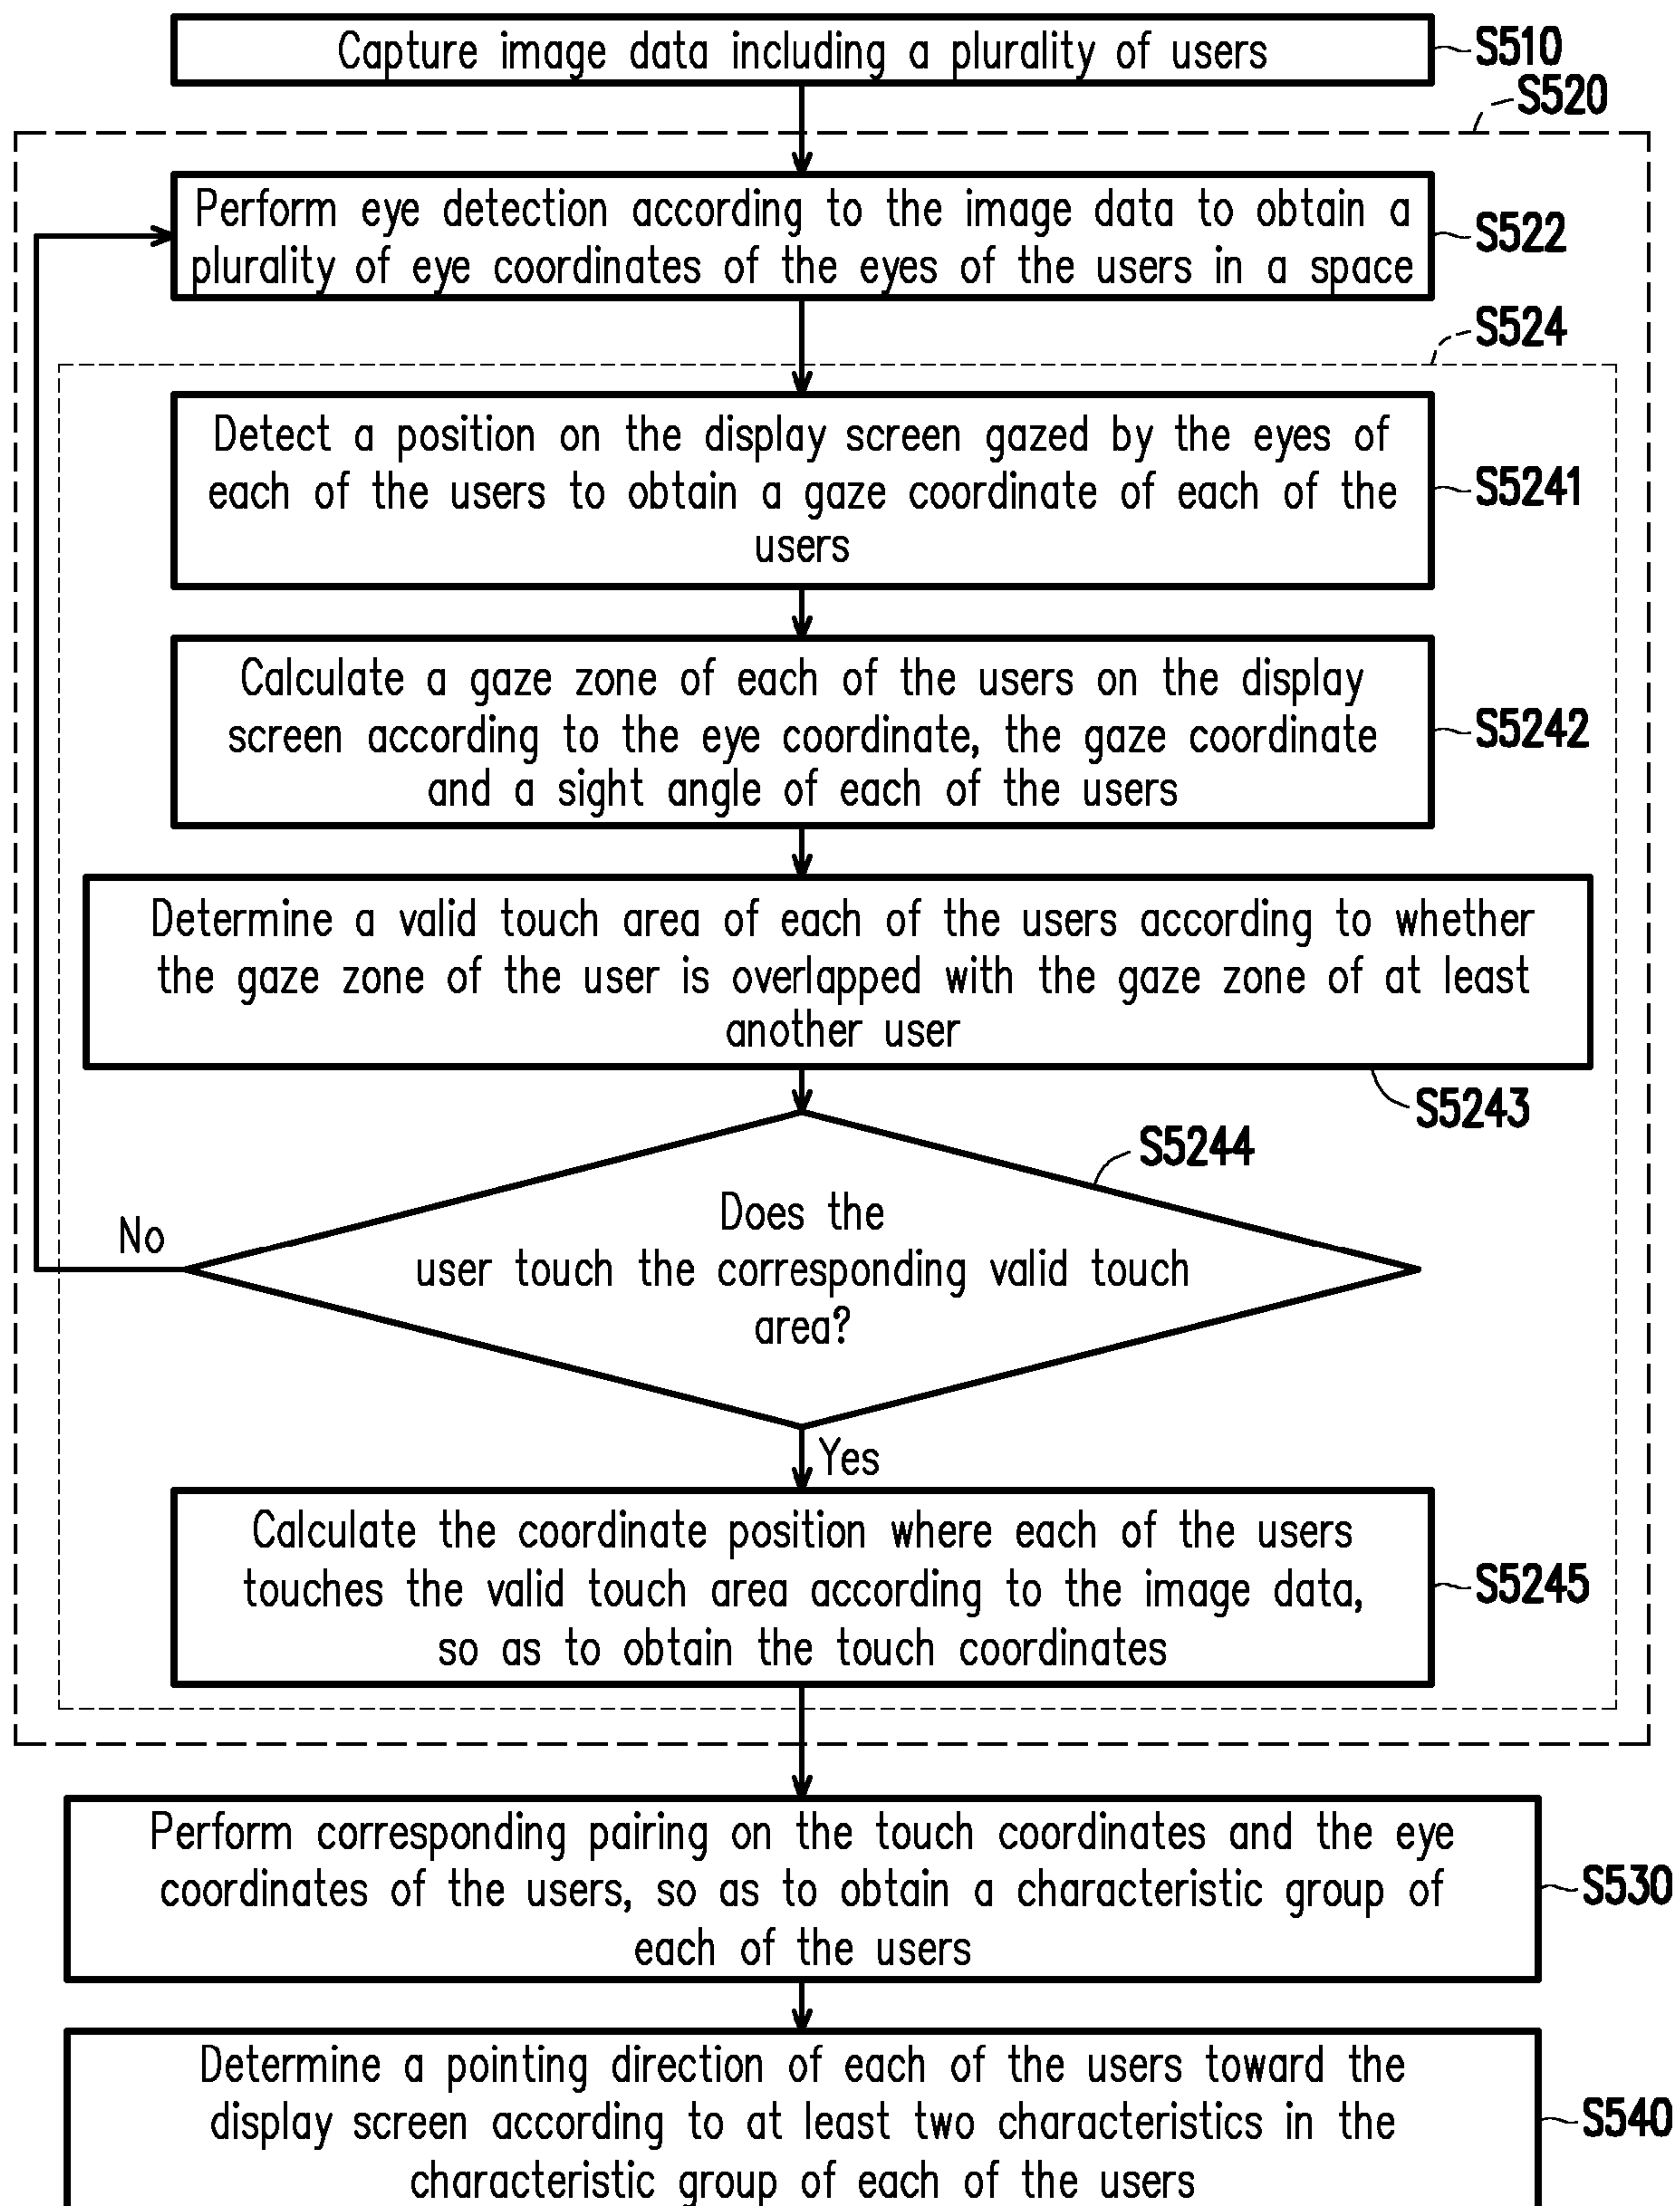 Capture image data including a plurality of users
S510
S520
Perform eye detection according to the image data to obtain a
plurality of eye coordinates of the eyes of the users in a space
S522
S524
Detect a position on the display screen gazed by the eyes of
each of the users to obtain a gaze coordinate of each of the
users
S5241
Calculate a gaze zone of each of the users on the display
screen according to the eye coordinate, the gaze coordinate
and a sight angle of each of the users
S5242
Determine a valid touch area of each of the users according to whether
the gaze zone of the user is overlapped with the gaze zone of at least
another user
S5243
S5244
Does the
user touch the corresponding valid touch
area?
No
Yes
Calculate the coordinate position where each of the users
touches the valid touch area according to the image data,
so as to obtain the touch coordinates
S5245
Perform corresponding pairing on the touch coordinates and the eye
coordinates of the users, so as to obtain a characteristic group of
each of the users
S530
Determine a pointing direction of each of the users toward the
display screen according to at least two characteristics in the
characteristic group of each of the users
S540